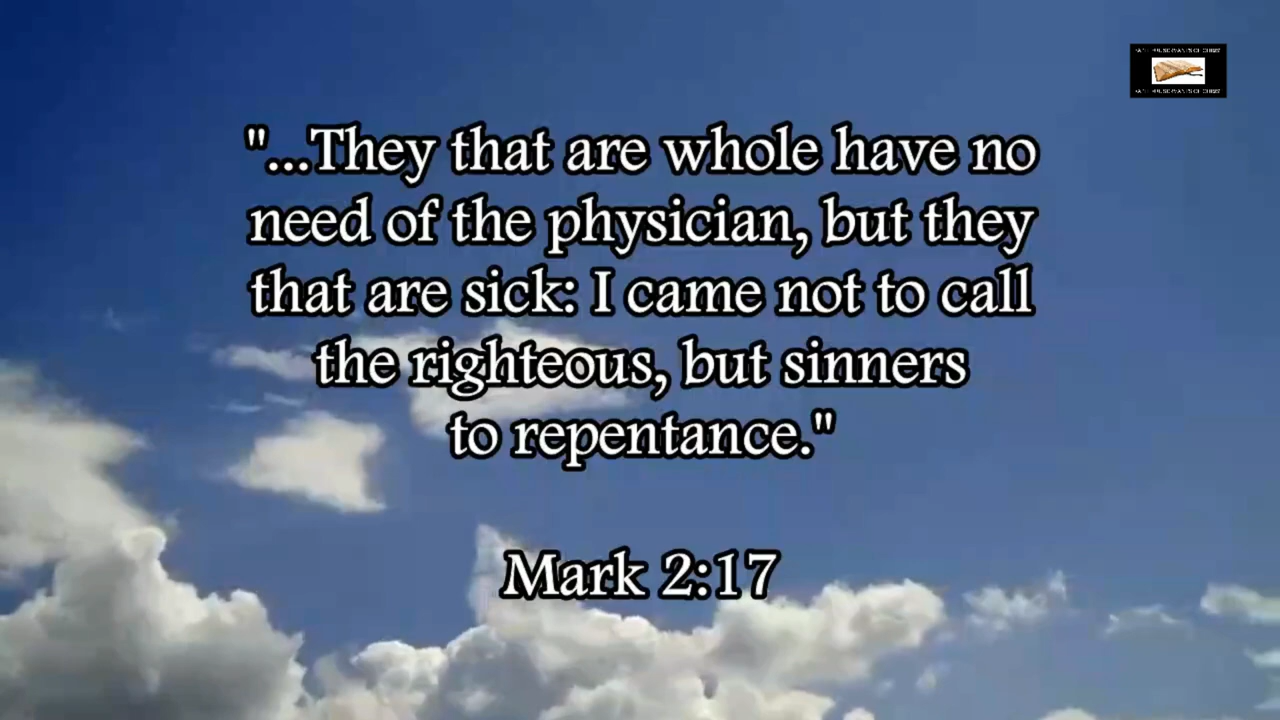 "...They that are whole have no
need of the physician, but they
that are sick: I came not to call
the righteous, but sinners
to repentance."
Mark 2:17